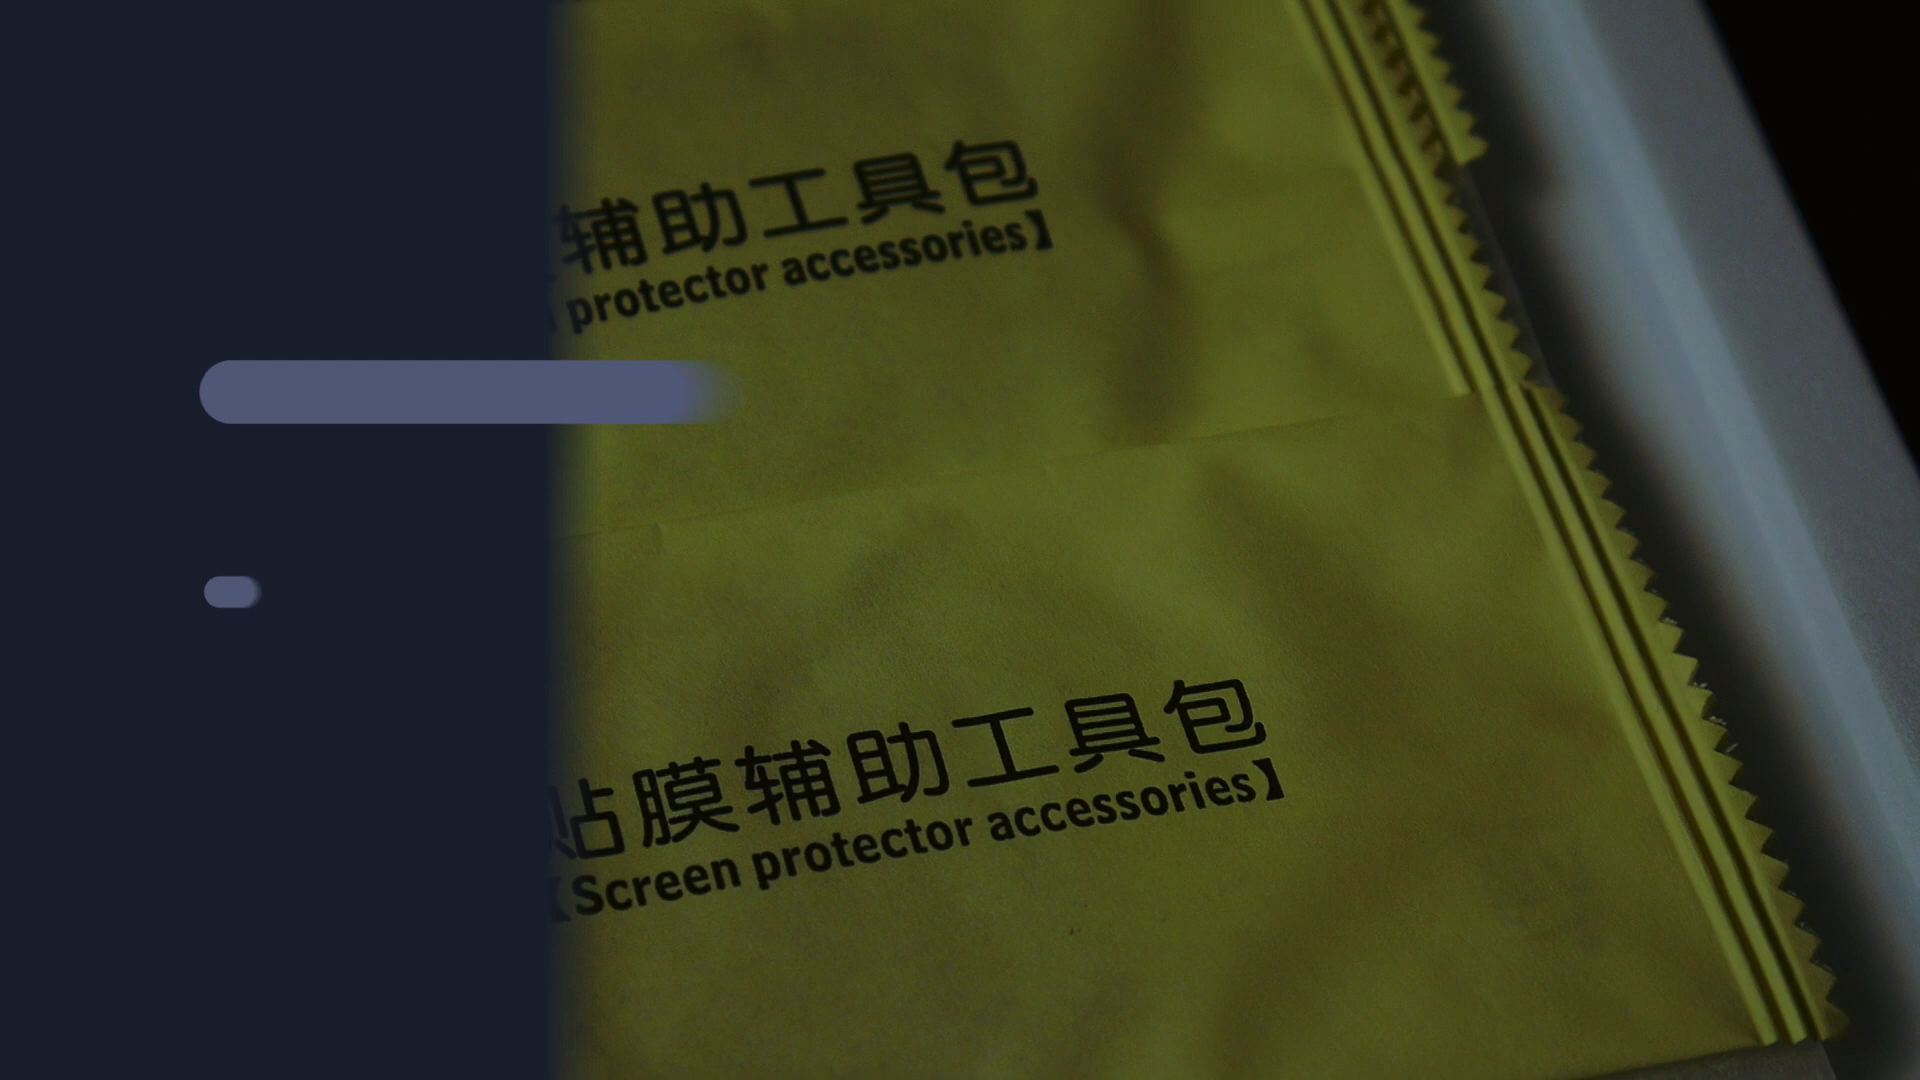 辅助工具包
protector accessories】
贴膜辅助工具包
【Screen protector accessories】